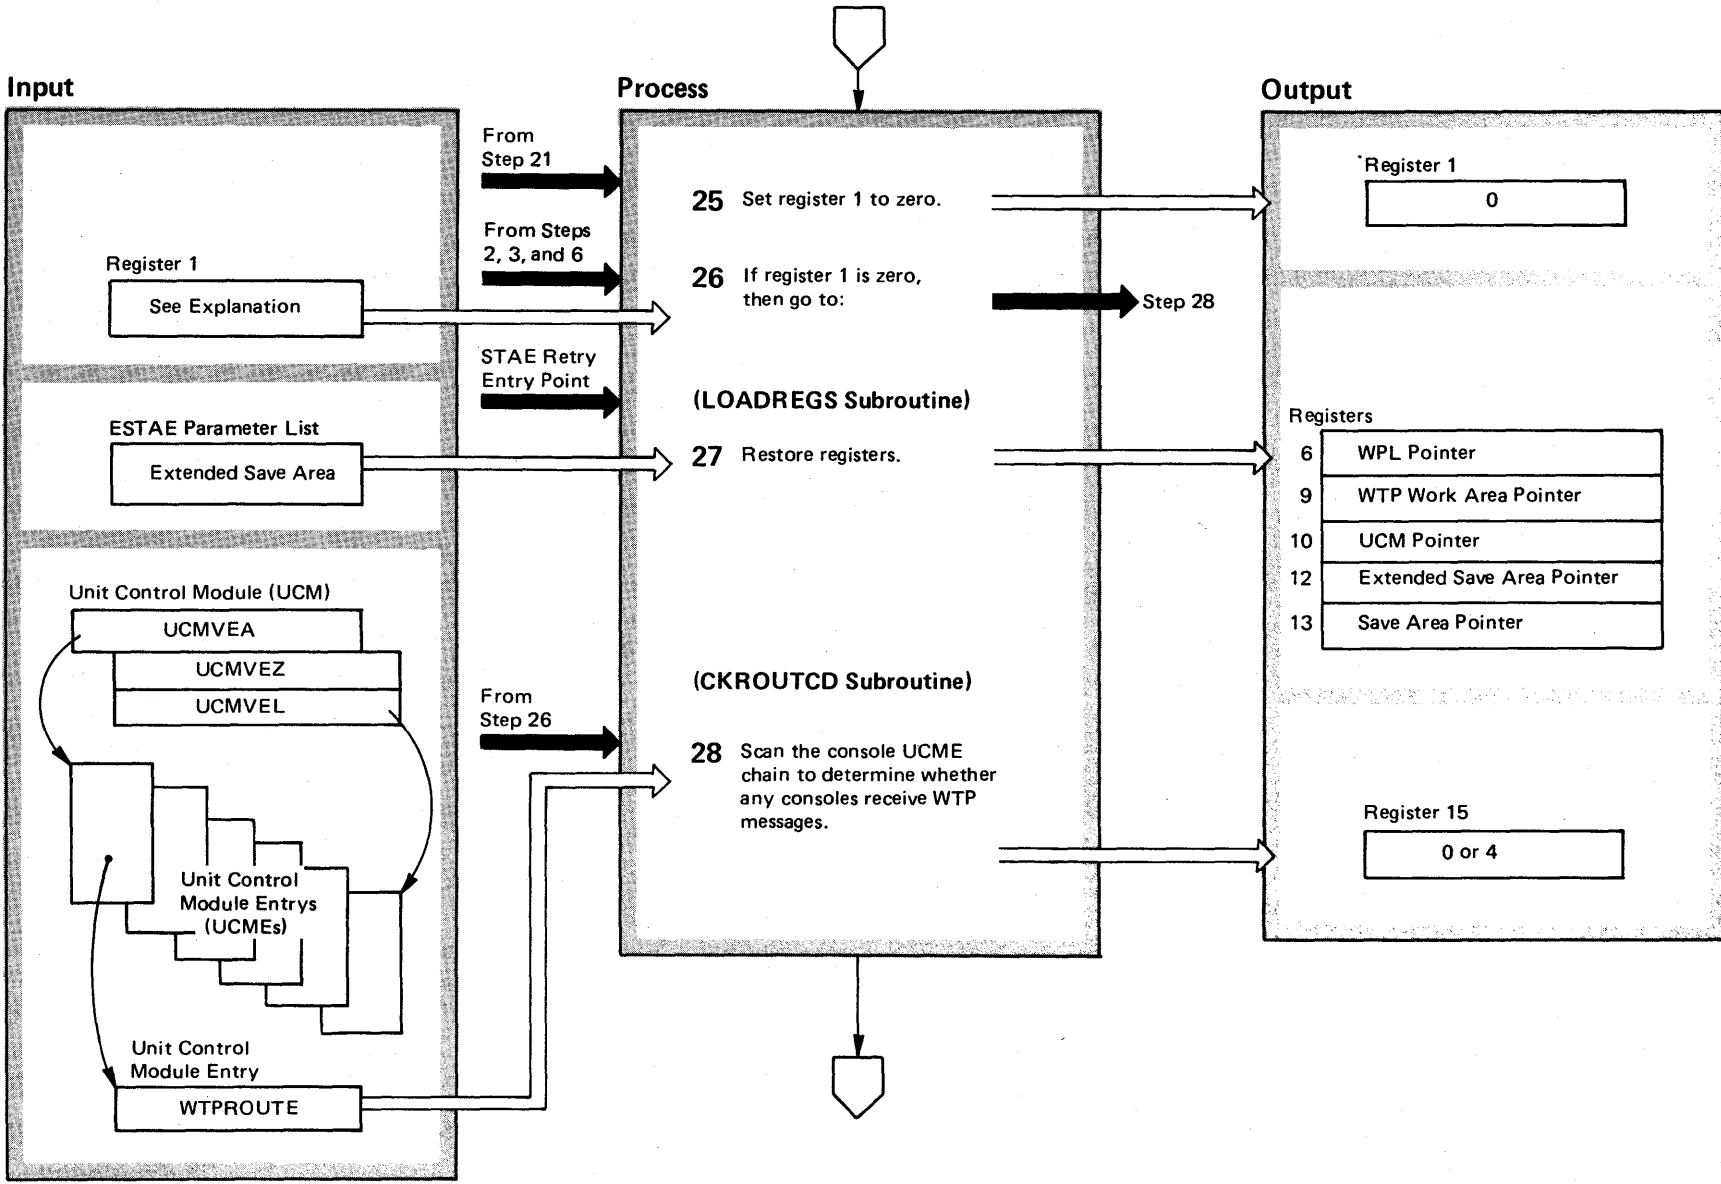 Input
Register 1
See Explanation
ESTAE Parameter List
Extended Save Area
Unit Control Module (UCM)
UCMVEA
UCMVEZ
UCMVEL
Unit Control
Module Entrys
(UCMEs)
Unit Control
Module Entry
WTPROUTE
From
Step 21
From Steps
2, 3, and 6
STAE Retry
Entry Point
From
Step 26
Process
25 Set register 1 to zero.
26 If register 1 is zero,
then go to:
Step 28
(LOADREGS Subroutine)
27 Restore registers.
(CKROUTCD Subroutine)
28 Scan the console UCME
chain to determine whether
any consoles receive WTP
messages.
Output
Register 1
0
Registers
6 WPL Pointer
9 WTP Work Area Pointer
10 UCM Pointer
12 Extended Save Area Pointer
13 Save Area Pointer
Register 15
0 or 4